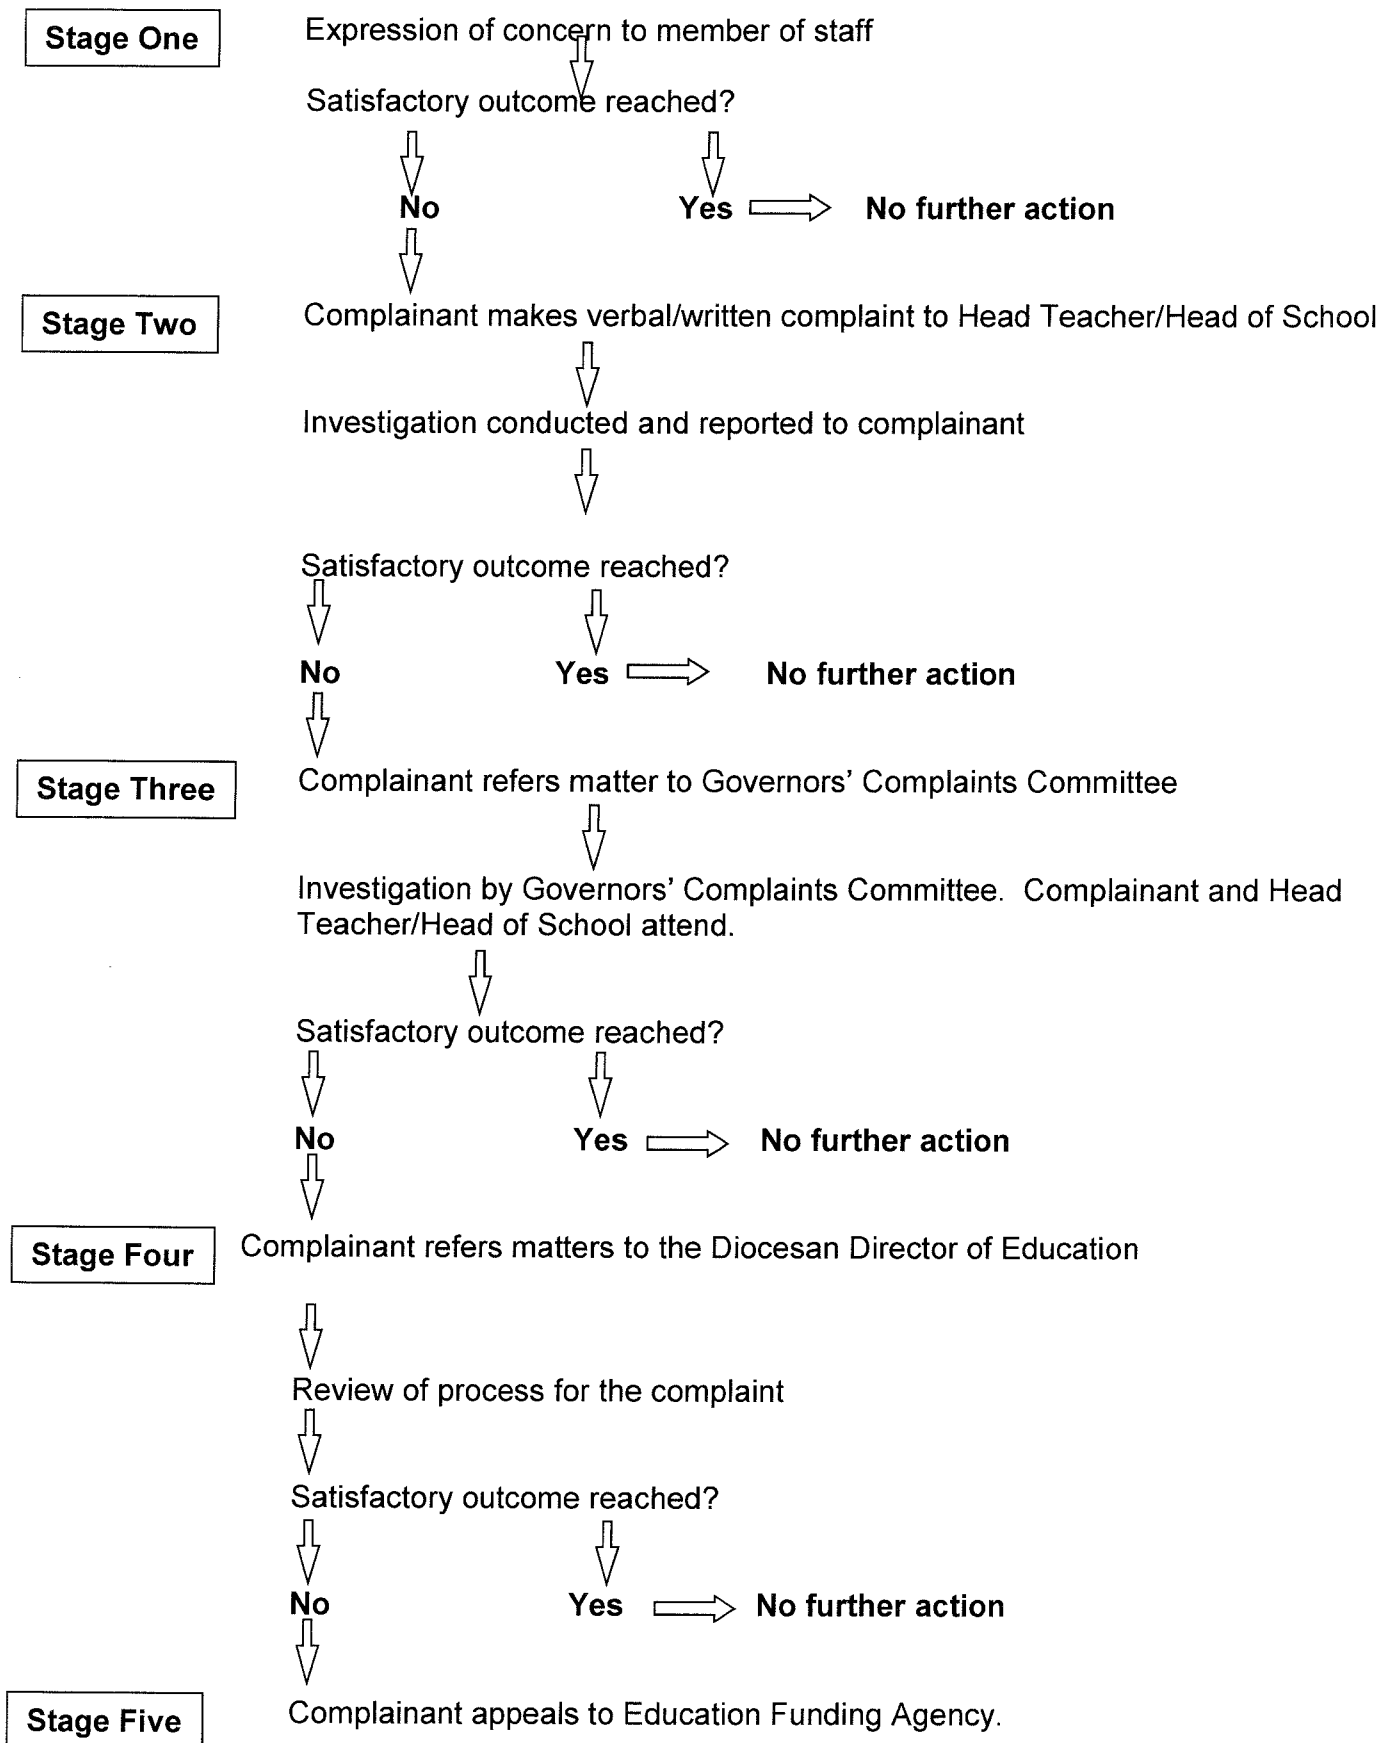 Stage One
Expression of concern to member of staff
Satisfactory outcome reached?
No
Yes
No further action
Stage Two
Complainant makes verbal/written complaint to Head Teacher/Head of School
Investigation conducted and reported to complainant
Satisfactory outcome reached?
No
Yes
No further action
Stage Three
Complainant refers matter to Governors’ Complaints Committee
Investigation by Governors’ Complaints Committee. Complainant and Head
Teacher/Head of School attend.
Satisfactory outcome reached?
No
Yes
No further action
Stage Four
Complainant refers matters to the Diocesan Director of Education
Review of process for the complaint
Satisfactory outcome reached?
No
Yes
No further action
Stage Five
Complainant appeals to Education Funding Agency.